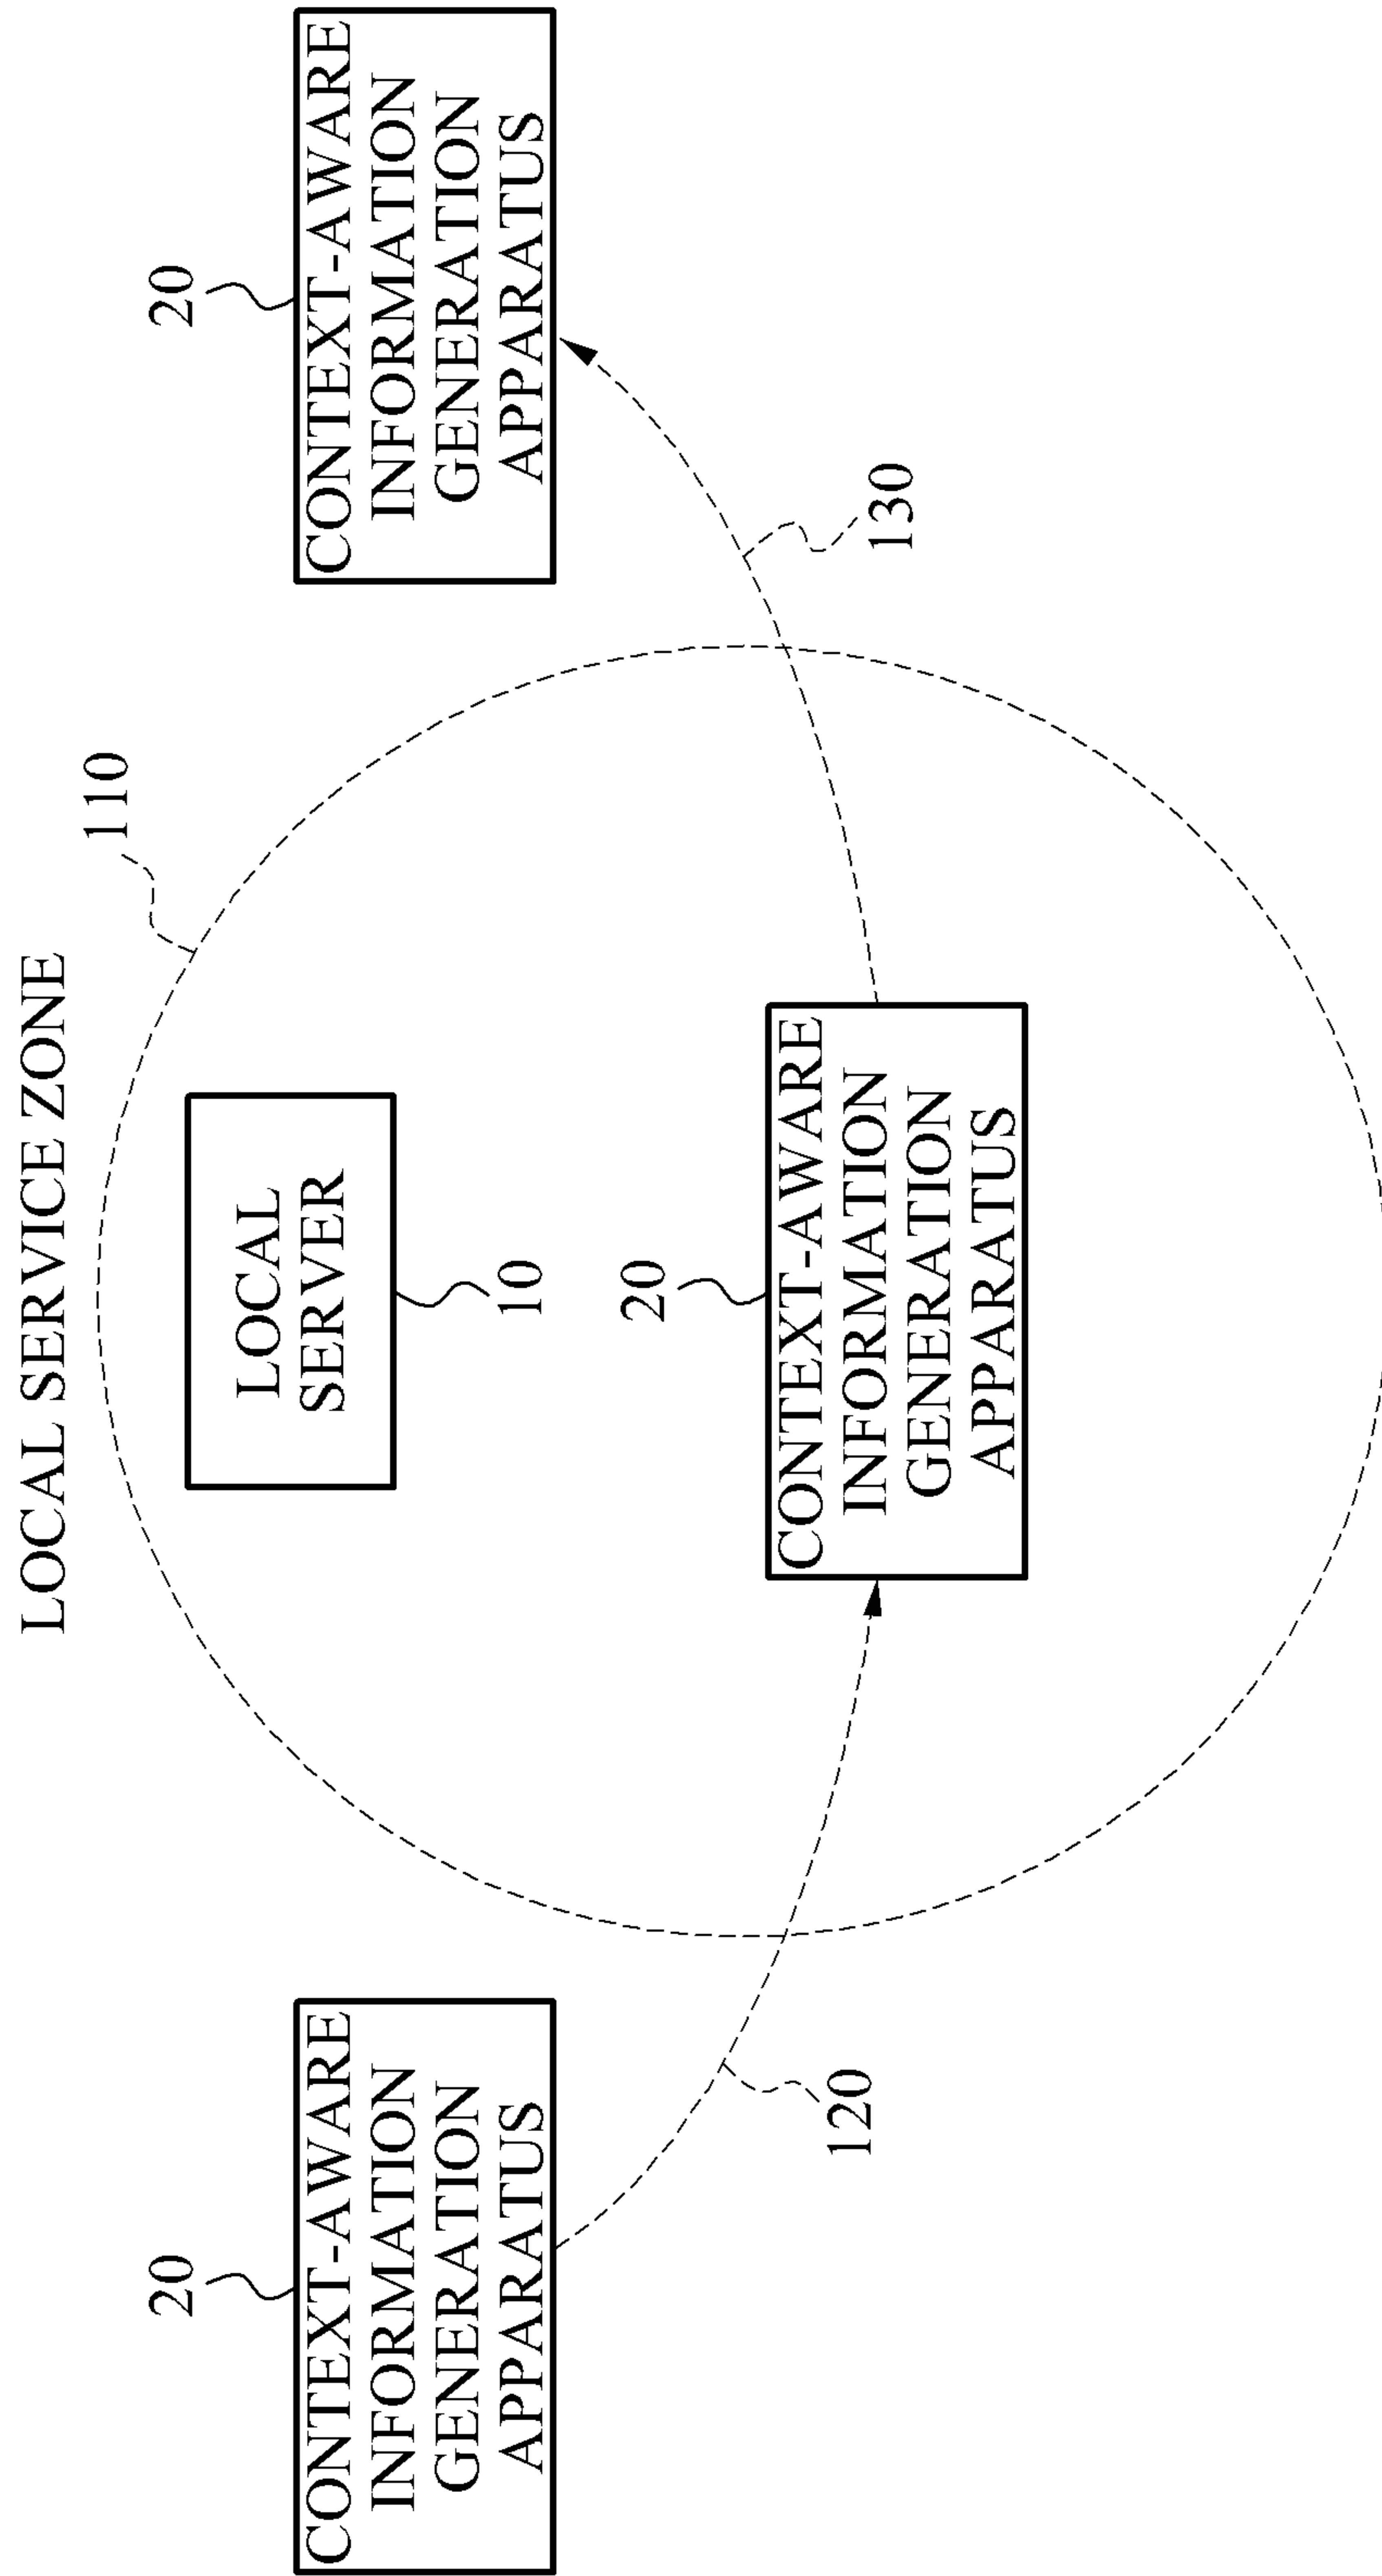 LOCAL SERVICE ZONE
110
20
CONTEXT-AWARE
INFORMATION
GENERATION
APPARATUS
LOCAL
SERVER
10
20
CONTEXT-AWARE
INFORMATION
GENERATION
APPARATUS
20
CONTEXT-AWARE
INFORMATION
GENERATION
APPARATUS
120
130